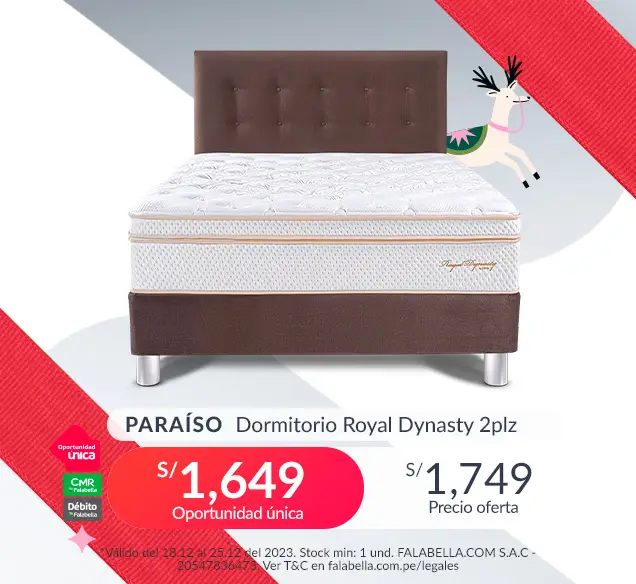 Royal Dynasty
PARAÍSO Dormitorio Royal Dynasty 2plz
Oportunidad
única
CMR
Falabella
Débito
Falabella
S/1,649
Oportunidad única
S/1,749
Precio oferta
*Válido del 18.12 al 25.12 del 2023. Stock min: 1 und. FALABELLA.COM S.A.C -
20547836473. Ver T&C en falabella.com.pe/legales